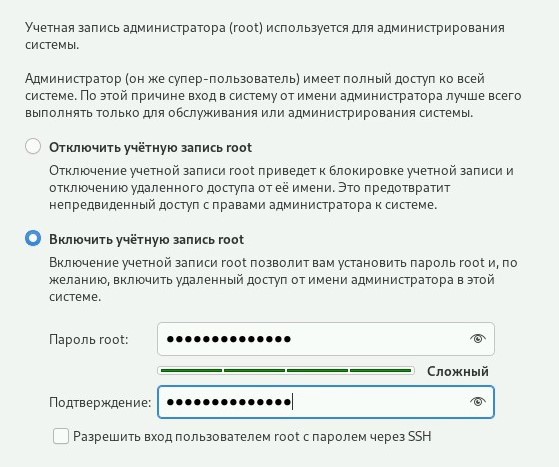 Учетная запись администратора (root) используется для администрирования
системы.
Администратор (он же супер-пользователь) имеет полный доступ ко всей
системе. По этой причине вход в систему от имени администратора лучше всего
выполнять только для обслуживания или администрирования системы.
Отключить учётную запись root
Отключение учетной записи root приведет к блокировке учетной записи и
отключению удаленного доступа от её имени. Это предотвратит
непредвиденный доступ с правами администратора к системе.
Включить учётную запись root
Включение учетной записи root позволит вам установить пароль root и, по
желанию, включить удаленный доступ от имени администратора в этой
системе.
Пароль root: ••••••••••••••
Сложный
Подтверждение: ••••••••••••••
Разрешить вход пользователем root с паролем через SSH